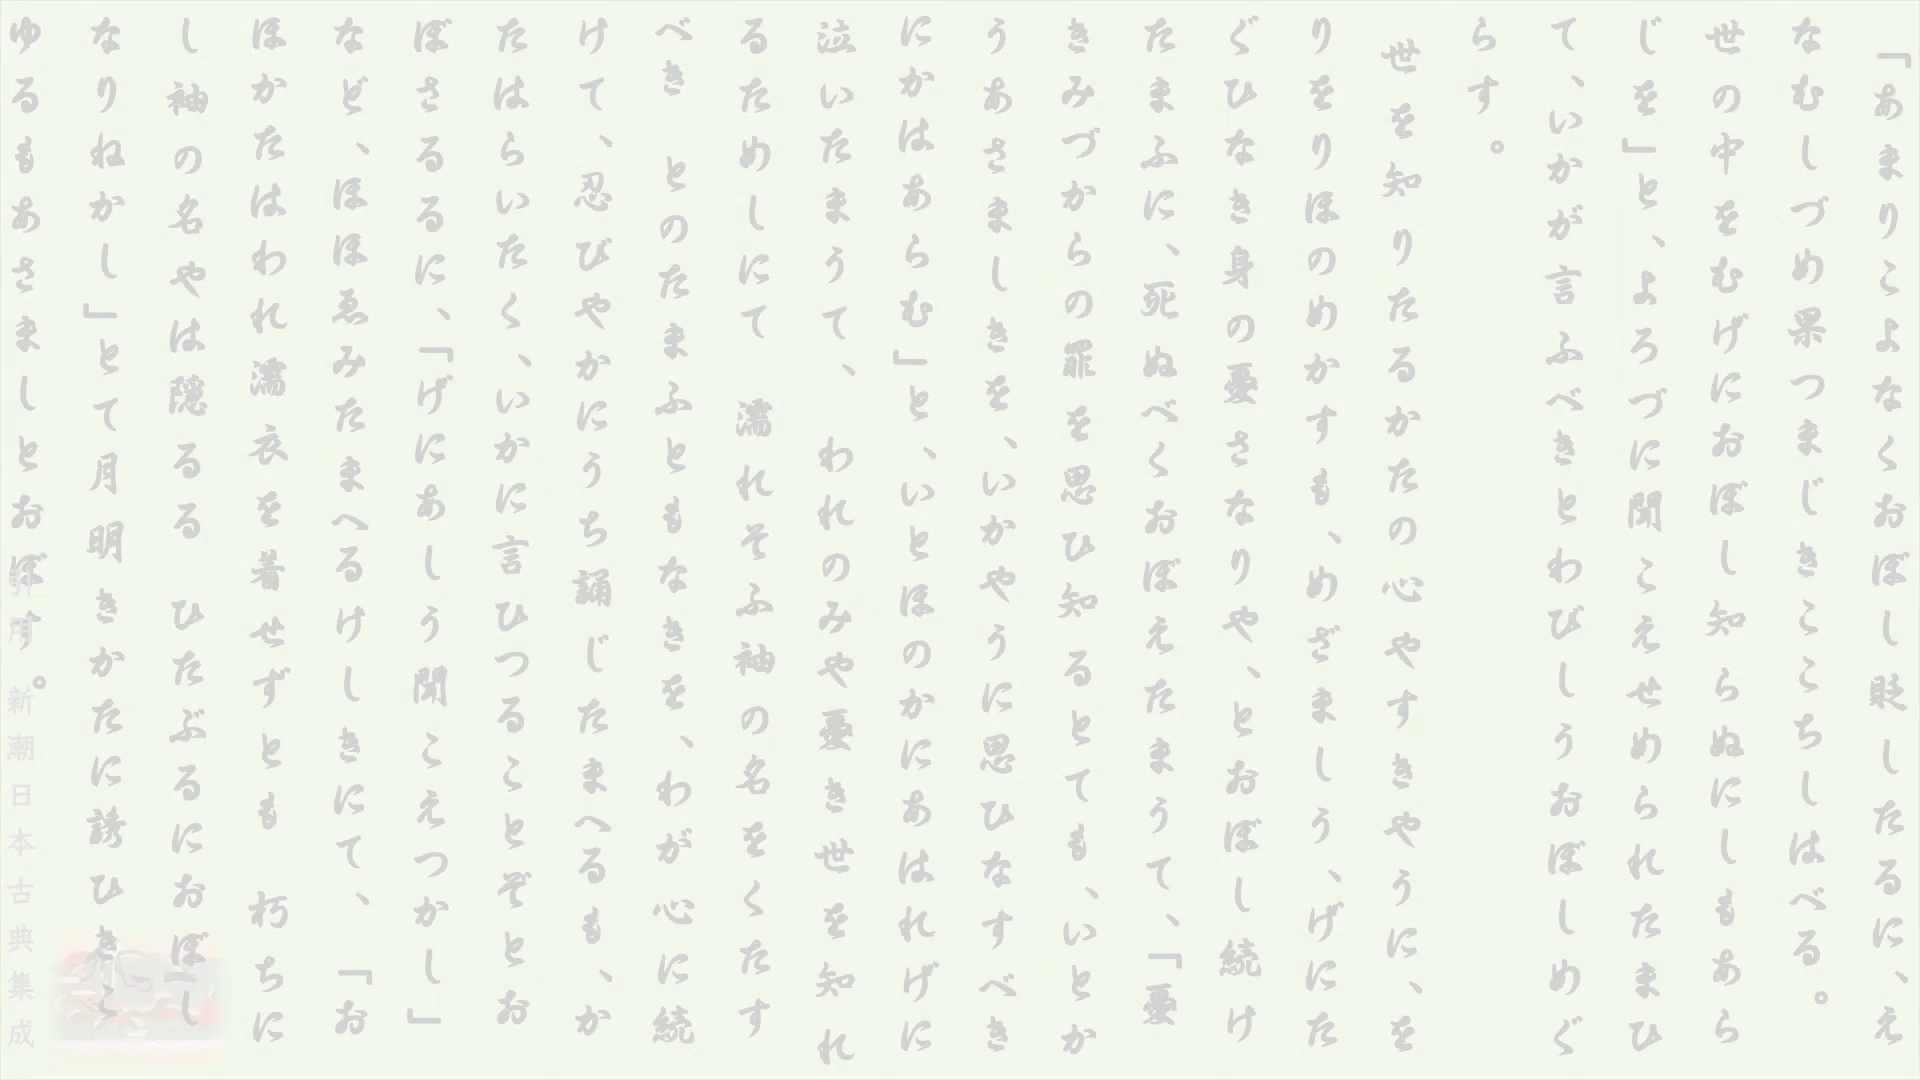 「あまりこよなくおぼし貶したるに、え
なむしづめ果つまじきここちしはべる。
世の中をむげにおぼし知らぬにしもあら
じを」と、よろづに聞こえせめられたまひ
て、いかが言ふべきとわびしうおぼしめぐ
らす。
世を知りたるかたの心やすきやうに、を
りをりほのめかすも、めざましう、げにた
ぐひなき身の憂さなりや、とおぼし続け
たまふに、死ぬべくおぼえたまうて、「憂
きみづからの罪を思ひ知るとても、いとか
うあさましきを、いかやうに思ひなすべき
にかはあらむ」と、いとほのかにあはれげに
泣いたまうて、 われのみや憂き世を知れ
るためしにて 濡れそふ袖の名をくたす
べき とのたまふともなきを、わが心に続
けて、忍びやかにうち誦じたまへるも、か
たはらいたく、いかに言ひつることぞとお
ぼさるるに、「げにあしう聞こえつかし」
など、ほほゑみたまへるけしきにて、 「お
ほかたはわれ濡衣を着せずとも 朽ちに
し袖の名やは隠るる ひたぶるにおぼし
なりねかし」とて月明きかたに誘ひきこ
ゆるもあさましとおぼす。
引用 新潮日本古典集成